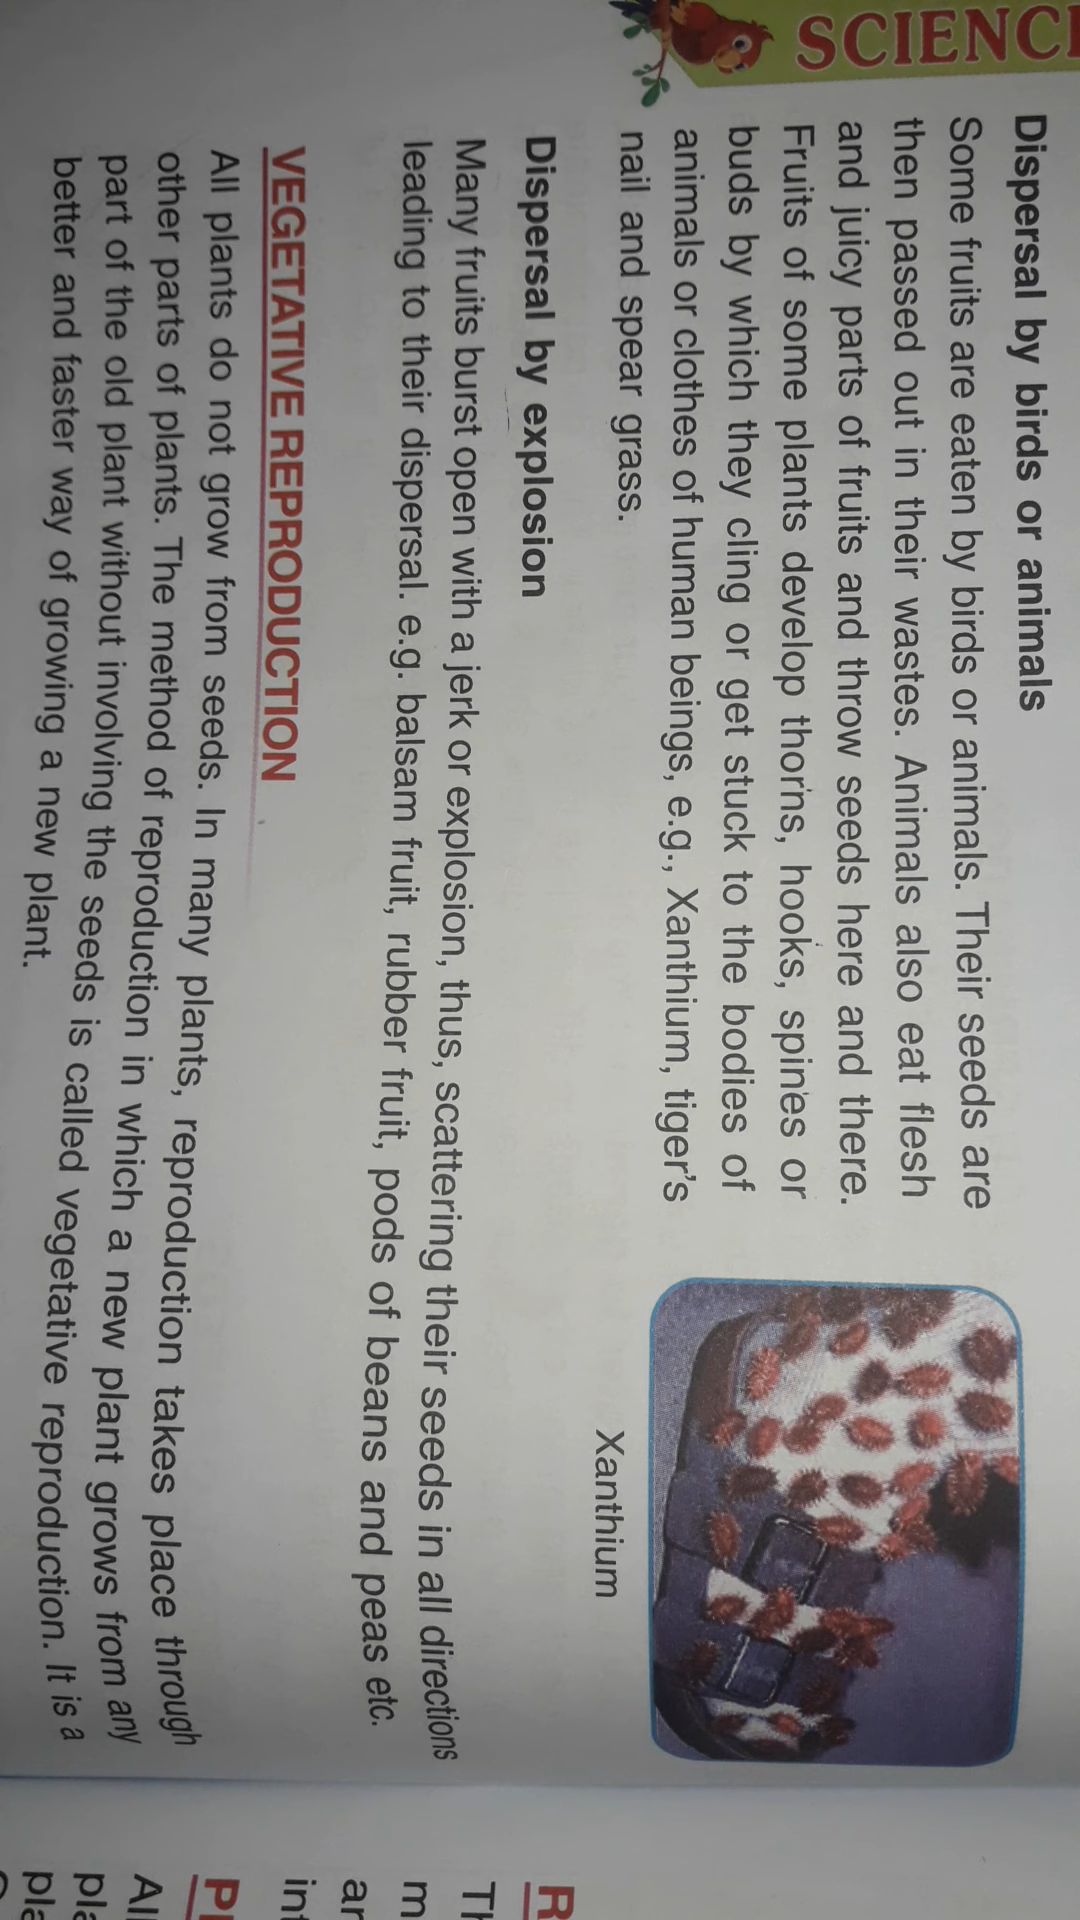 SCIENC
Dispersal by birds or animals
Some fruits are eaten by birds or animals. Their seeds are
then passed out in their wastes. Animals also eat flesh
and juicy parts of fruits and throw seeds here and there.
Fruits of some plants develop thorns, hooks, spines or
buds by which they cling or get stuck to the bodies of
animals or clothes of human beings, e.g., Xanthium, tiger's
nail and spear grass.
Xanthium
Dispersal by explosion
Many fruits burst open with a jerk or explosion, thus, scattering their seeds in all directions
leading to their dispersal. e.g. balsam fruit, rubber fruit, pods of beans and peas etc.
VEGETATIVE REPRODUCTION
All plants do not grow from seeds. In many plants, reproduction takes place through
other parts of plants. The method of reproduction in which a new plant grows from any
part of the old plant without involving the seeds is called vegetative reproduction. It is a
better and faster way of growing a new plant.
R
Th
m
ar
int
Pl
All
pla
pla